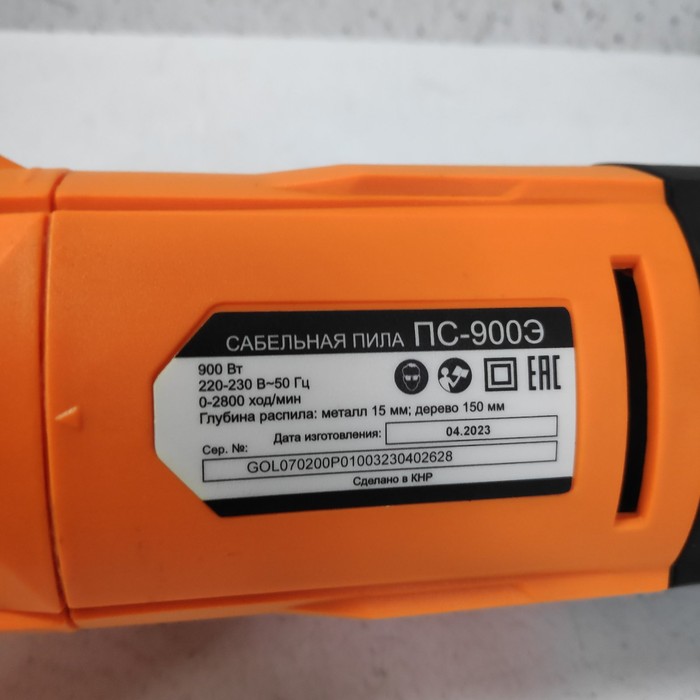 САБЕЛЬНАЯ ПИЛА ПС-900Э
900 Вт
220-230 В~50 Гц
0-2800 ход/мин
Глубина распила: металл 15 мм; дерево 150 мм
Дата изготовления: 04.2023
Сер. №:
GOL070200P01003230402628
Сделано в КНР
EAC